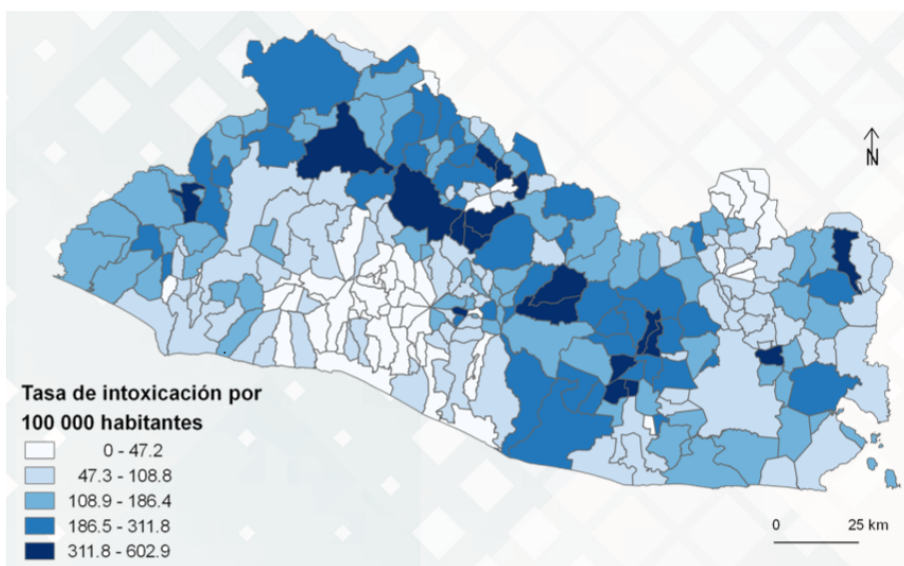 N
Tasa de intoxicación por
100 000 habitantes
0 - 47.2
47.3 - 108.8
108.9 - 186.4
186.5 - 311.8
311.8 - 602.9
0 25 km